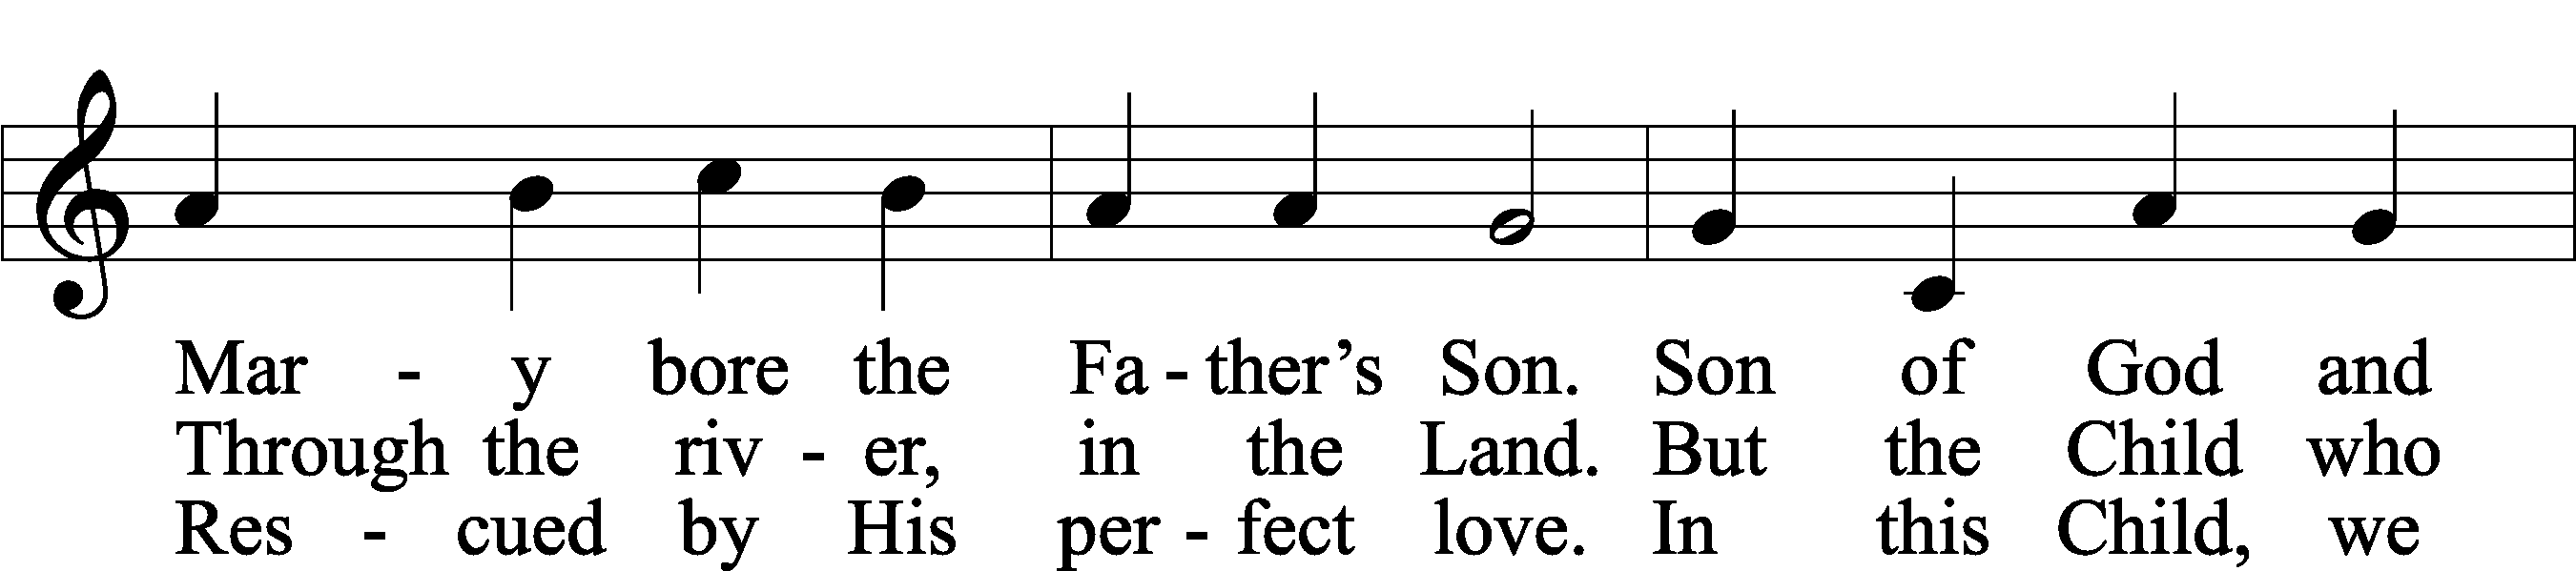 Mar - y bore the Fa - ther’s Son. Son of God and
Through the riv - er, in the Land. But the Child who
Res - cued by His per - fect love. In this Child, we